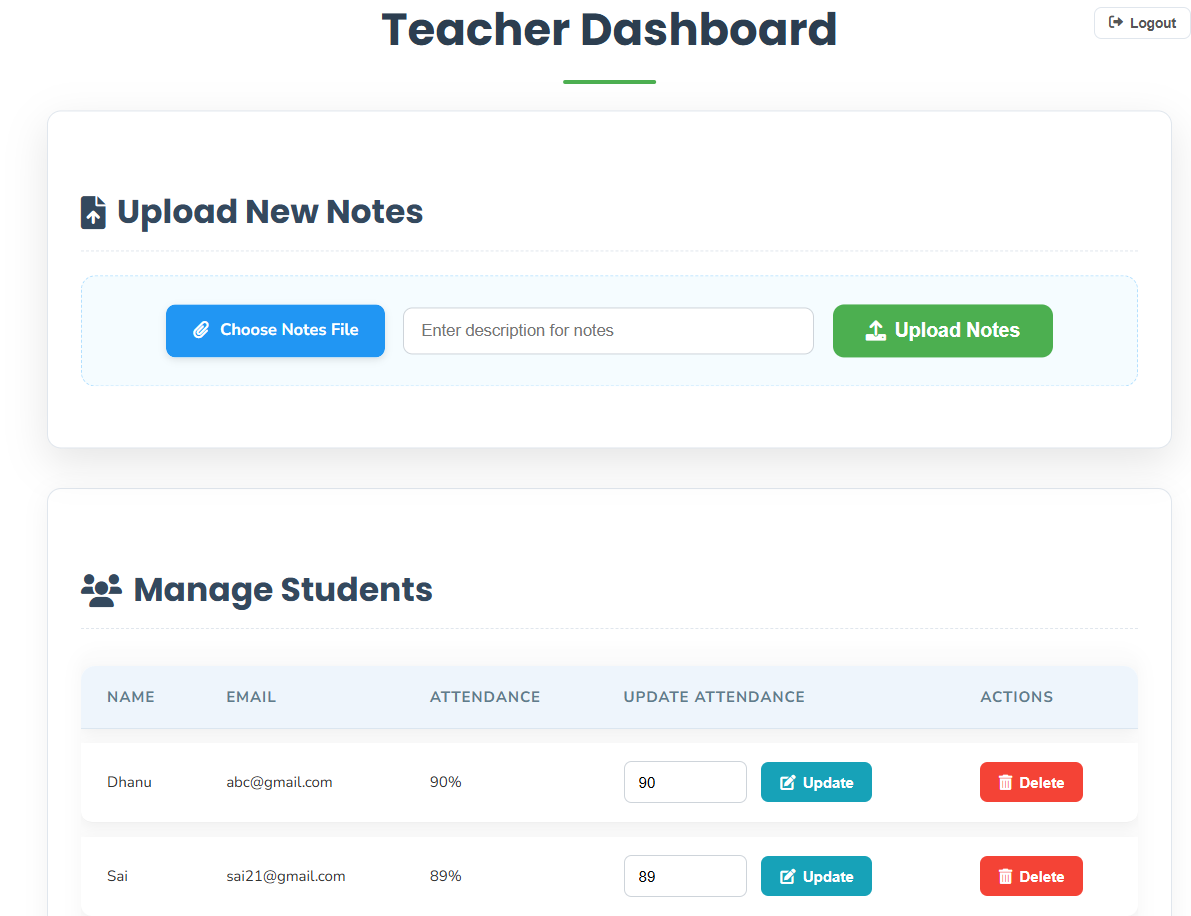 Teacher Dashboard
Logout
Upload New Notes
Choose Notes File
Enter description for notes
Upload Notes
Manage Students
NAME EMAIL ATTENDANCE UPDATE ATTENDANCE ACTIONS
Dhanu abc@gmail.com 90% 90 Update Delete
Sai sai21@gmail.com 89% 89 Update Delete